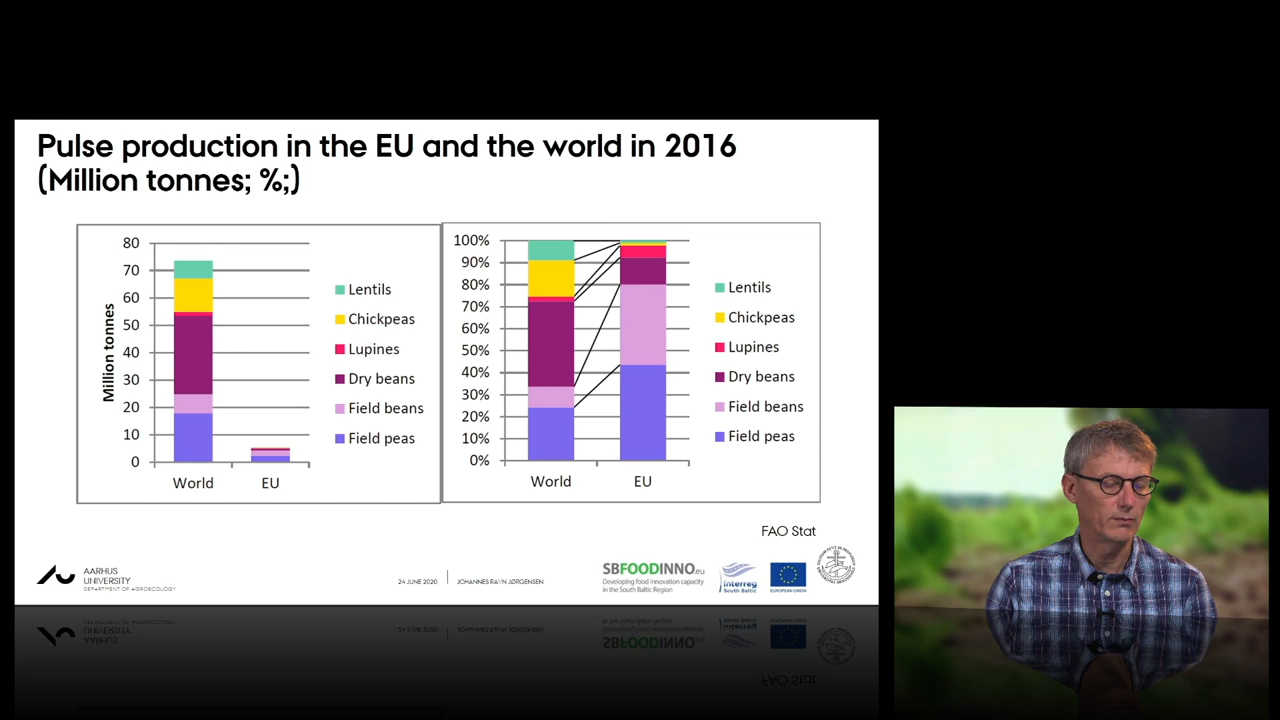 Pulse production in the EU and the world in 2016
(Million tonnes; %;)
80
70
60
50
40
30
20
10
0
Million tonnes
World
EU
Lentils
Chickpeas
Lupines
Dry beans
Field beans
Field peas
100%
90%
80%
70%
60%
50%
40%
30%
20%
10%
0%
World
EU
Lentils
Chickpeas
Lupines
Dry beans
Field beans
Field peas
FAO Stat
AARHUS
UNIVERSITY
DEPARTMENT OF AGROECOLOGY
24 JUNE 2020
JOHANNES RAVN JØRGENSEN
SBFOODINNO.eu
Developing food innovation capacity
in the South Baltic Region
Interreg
South Baltic
EUROPEAN UNION